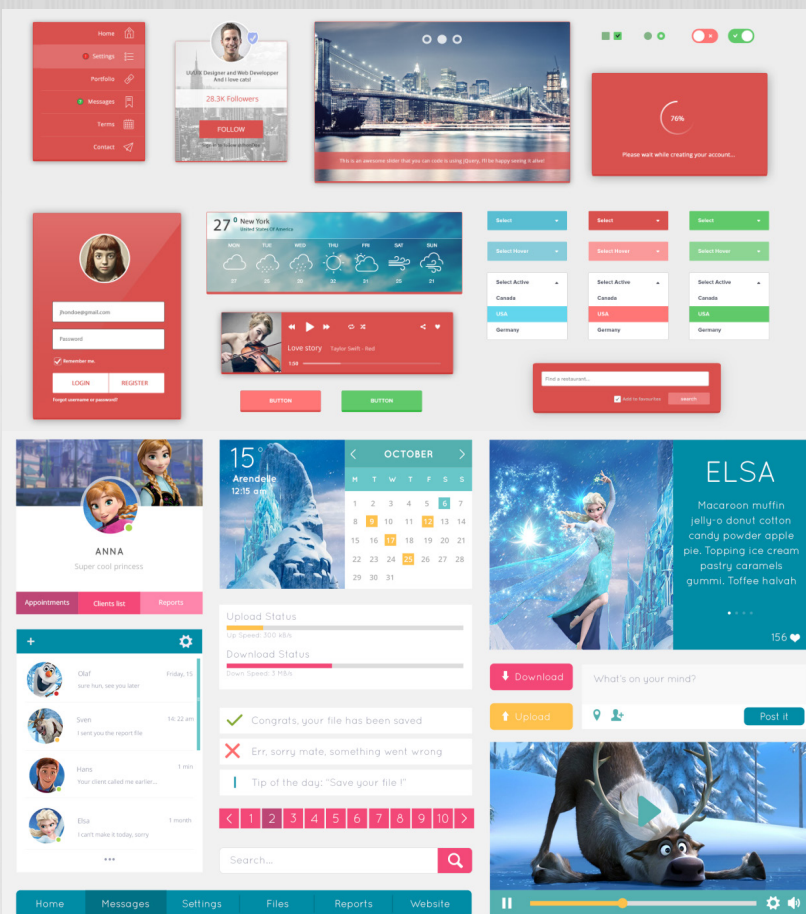 Home
Settings
Portfolio
Messages
Terms
Contact
UI/UX Designer and Web Developper
And I love cats!
28.3K Followers
FOLLOW
This is an awesome slider that you can code is using jQuery, I'll be happy seeing it alive!
76%
Please wait while creating your account...
jhondoe@gmail.com
Password
Remember me.
LOGIN REGISTER
Forgot username or password?
27° New York
United States Of America
MON TUE WED THU FRI SAT SUN
27 25 30 32 31 25 21
Love story Taylor Swift - Red
1:58
BUTTON BUTTON
Select Select Select
Select Hover Select Hover Select Hover
Select Active Select Active Select Active
Canada Canada Canada
USA USA USA
Germany Germany Germany
Find a restaurant...
Add to favourites search
ANNA
Super cool princess
Appointments Clients list Reports
15°
Arendelle
12:15 am
< OCTOBER >
M T W T F S S
1 2 3 4 5 6 7
8 9 10 11 12 13 14
15 16 17 18 19 20 21
22 23 24 25 26 27 28
29 30 31
ELSA
Macaroon muffin
jelly-o donut cotton
candy powder apple
pie. Topping ice cream
pastry caramels
gummi. Toffee halvah
156
+
Olaf Friday, 15
sure hun, see you later
Sven 14: 22 am
I sent you the report file
Hans 1 min
Your client called me earlier...
Elsa 1 month
I can't make it today, sorry
...
Upload Status
Up Speed: 300 kB/s
Download Status
Down Speed: 3 MB/s
Congrats, your file has been saved
Err, sorry mate, something went wrong
Tip of the day: "Save your file !"
< 1 2 3 4 5 6 7 8 9 10 >
Search...
Download
Upload
What's on your mind?
Post it
Home Messages Settings Files Reports Website